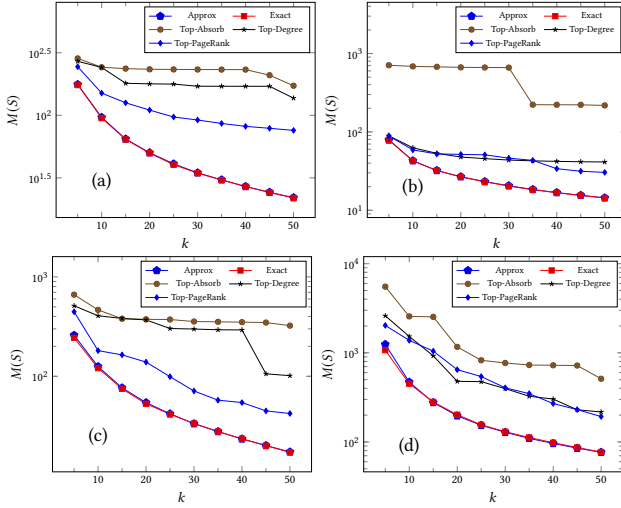 Approx Exact
Top-Absorb Top-Degree
Top-PageRank
10^2.5
10^2
10^1.5
M(S)
(a)
10 20 30 40 50
k
Approx Exact
Top-Absorb Top-Degree
Top-PageRank
10^3
10^2
10^1
M(S)
(b)
10 20 30 40 50
k
Approx Exact
Top-Absorb Top-Degree
Top-PageRank
10^3
10^2
M(S)
(c)
10 20 30 40 50
k
Approx Exact
Top-Absorb Top-Degree
Top-PageRank
10^4
10^3
10^2
M(S)
(d)
10 20 30 40 50
k